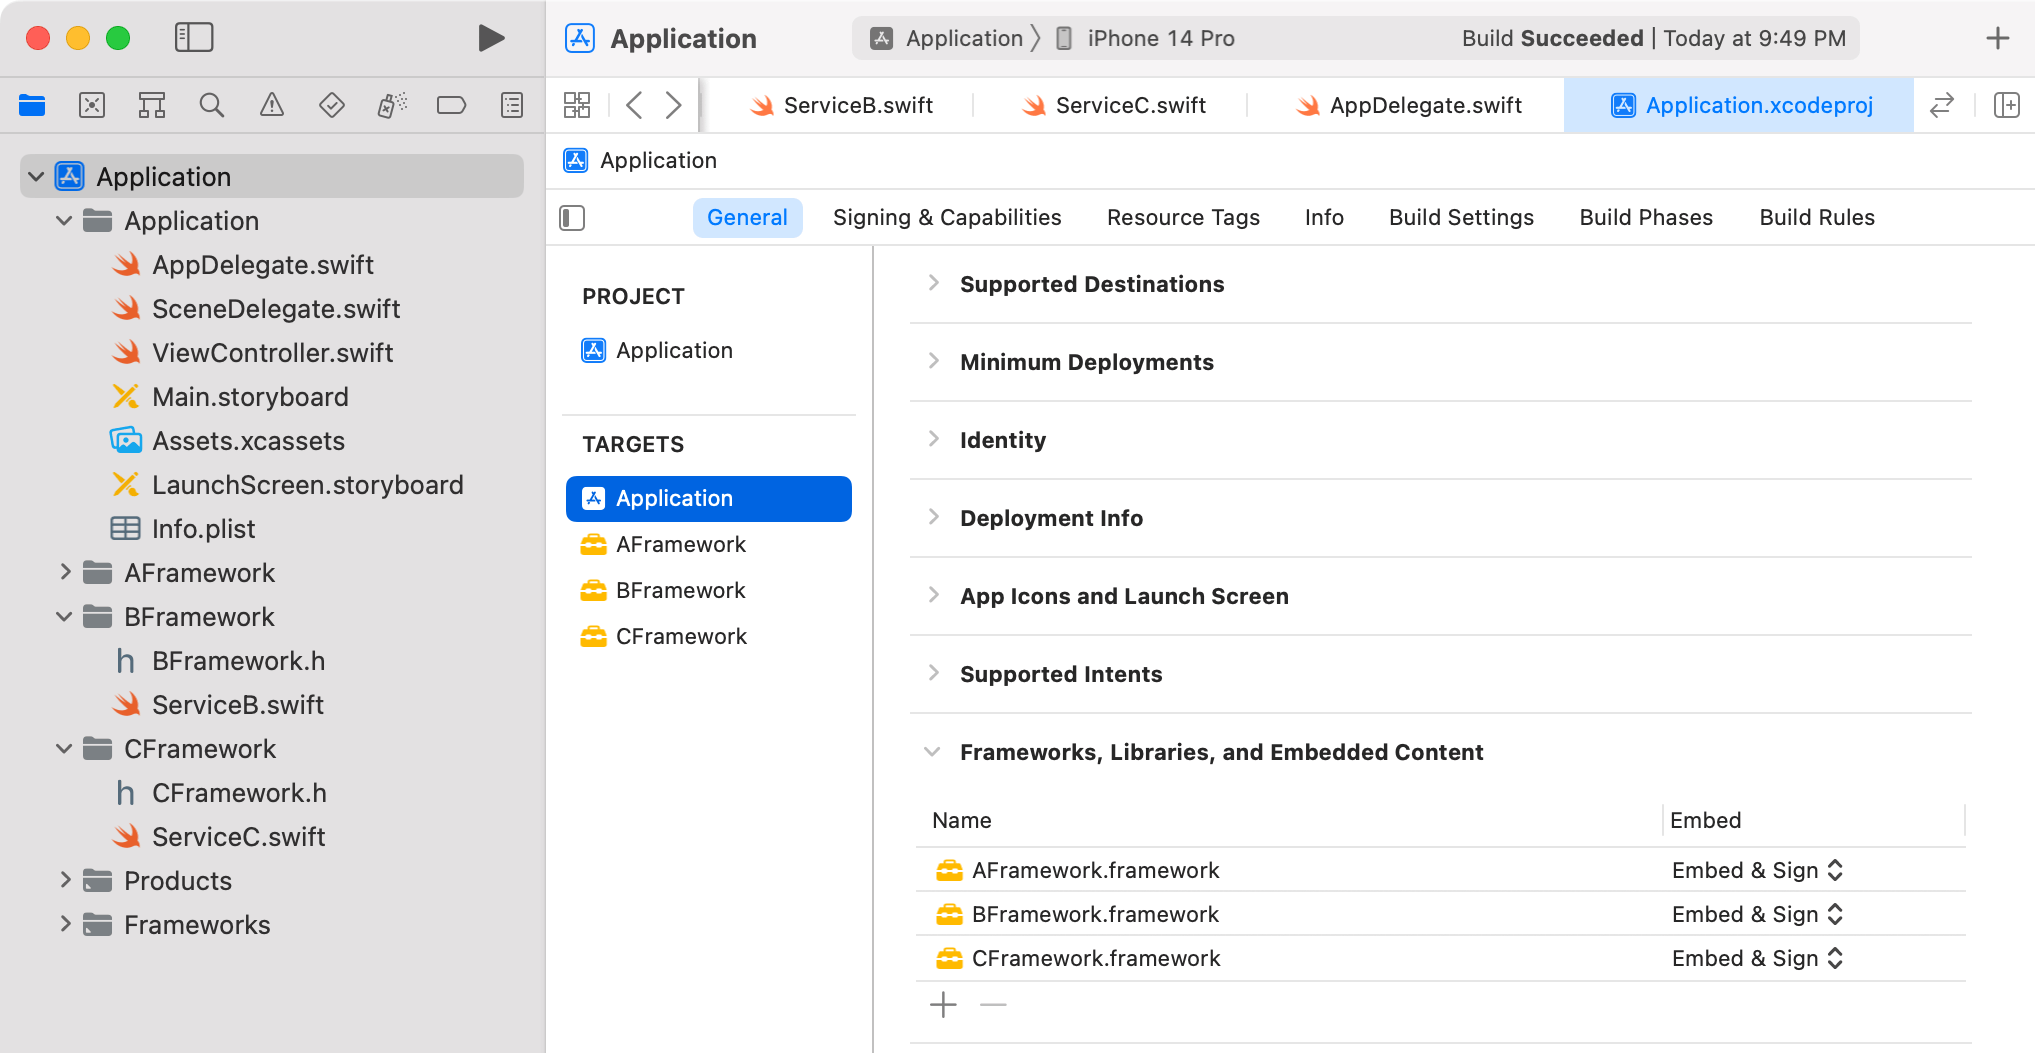 Application
Application
iPhone 14 Pro
Build Succeeded | Today at 9:49 PM
ServiceB.swift
ServiceC.swift
AppDelegate.swift
Application.xcodeproj
Application
Application
AppDelegate.swift
SceneDelegate.swift
ViewController.swift
Main.storyboard
Assets.xcassets
LaunchScreen.storyboard
Info.plist
AFramework
BFramework
h BFramework.h
ServiceB.swift
CFramework
h CFramework.h
ServiceC.swift
Products
Frameworks
Application
General
Signing & Capabilities
Resource Tags
Info
Build Settings
Build Phases
Build Rules
PROJECT
Application
TARGETS
Application
AFramework
BFramework
CFramework
Supported Destinations
Minimum Deployments
Identity
Deployment Info
App Icons and Launch Screen
Supported Intents
Frameworks, Libraries, and Embedded Content
Name Embed
AFramework.framework Embed & Sign
BFramework.framework Embed & Sign
CFramework.framework Embed & Sign